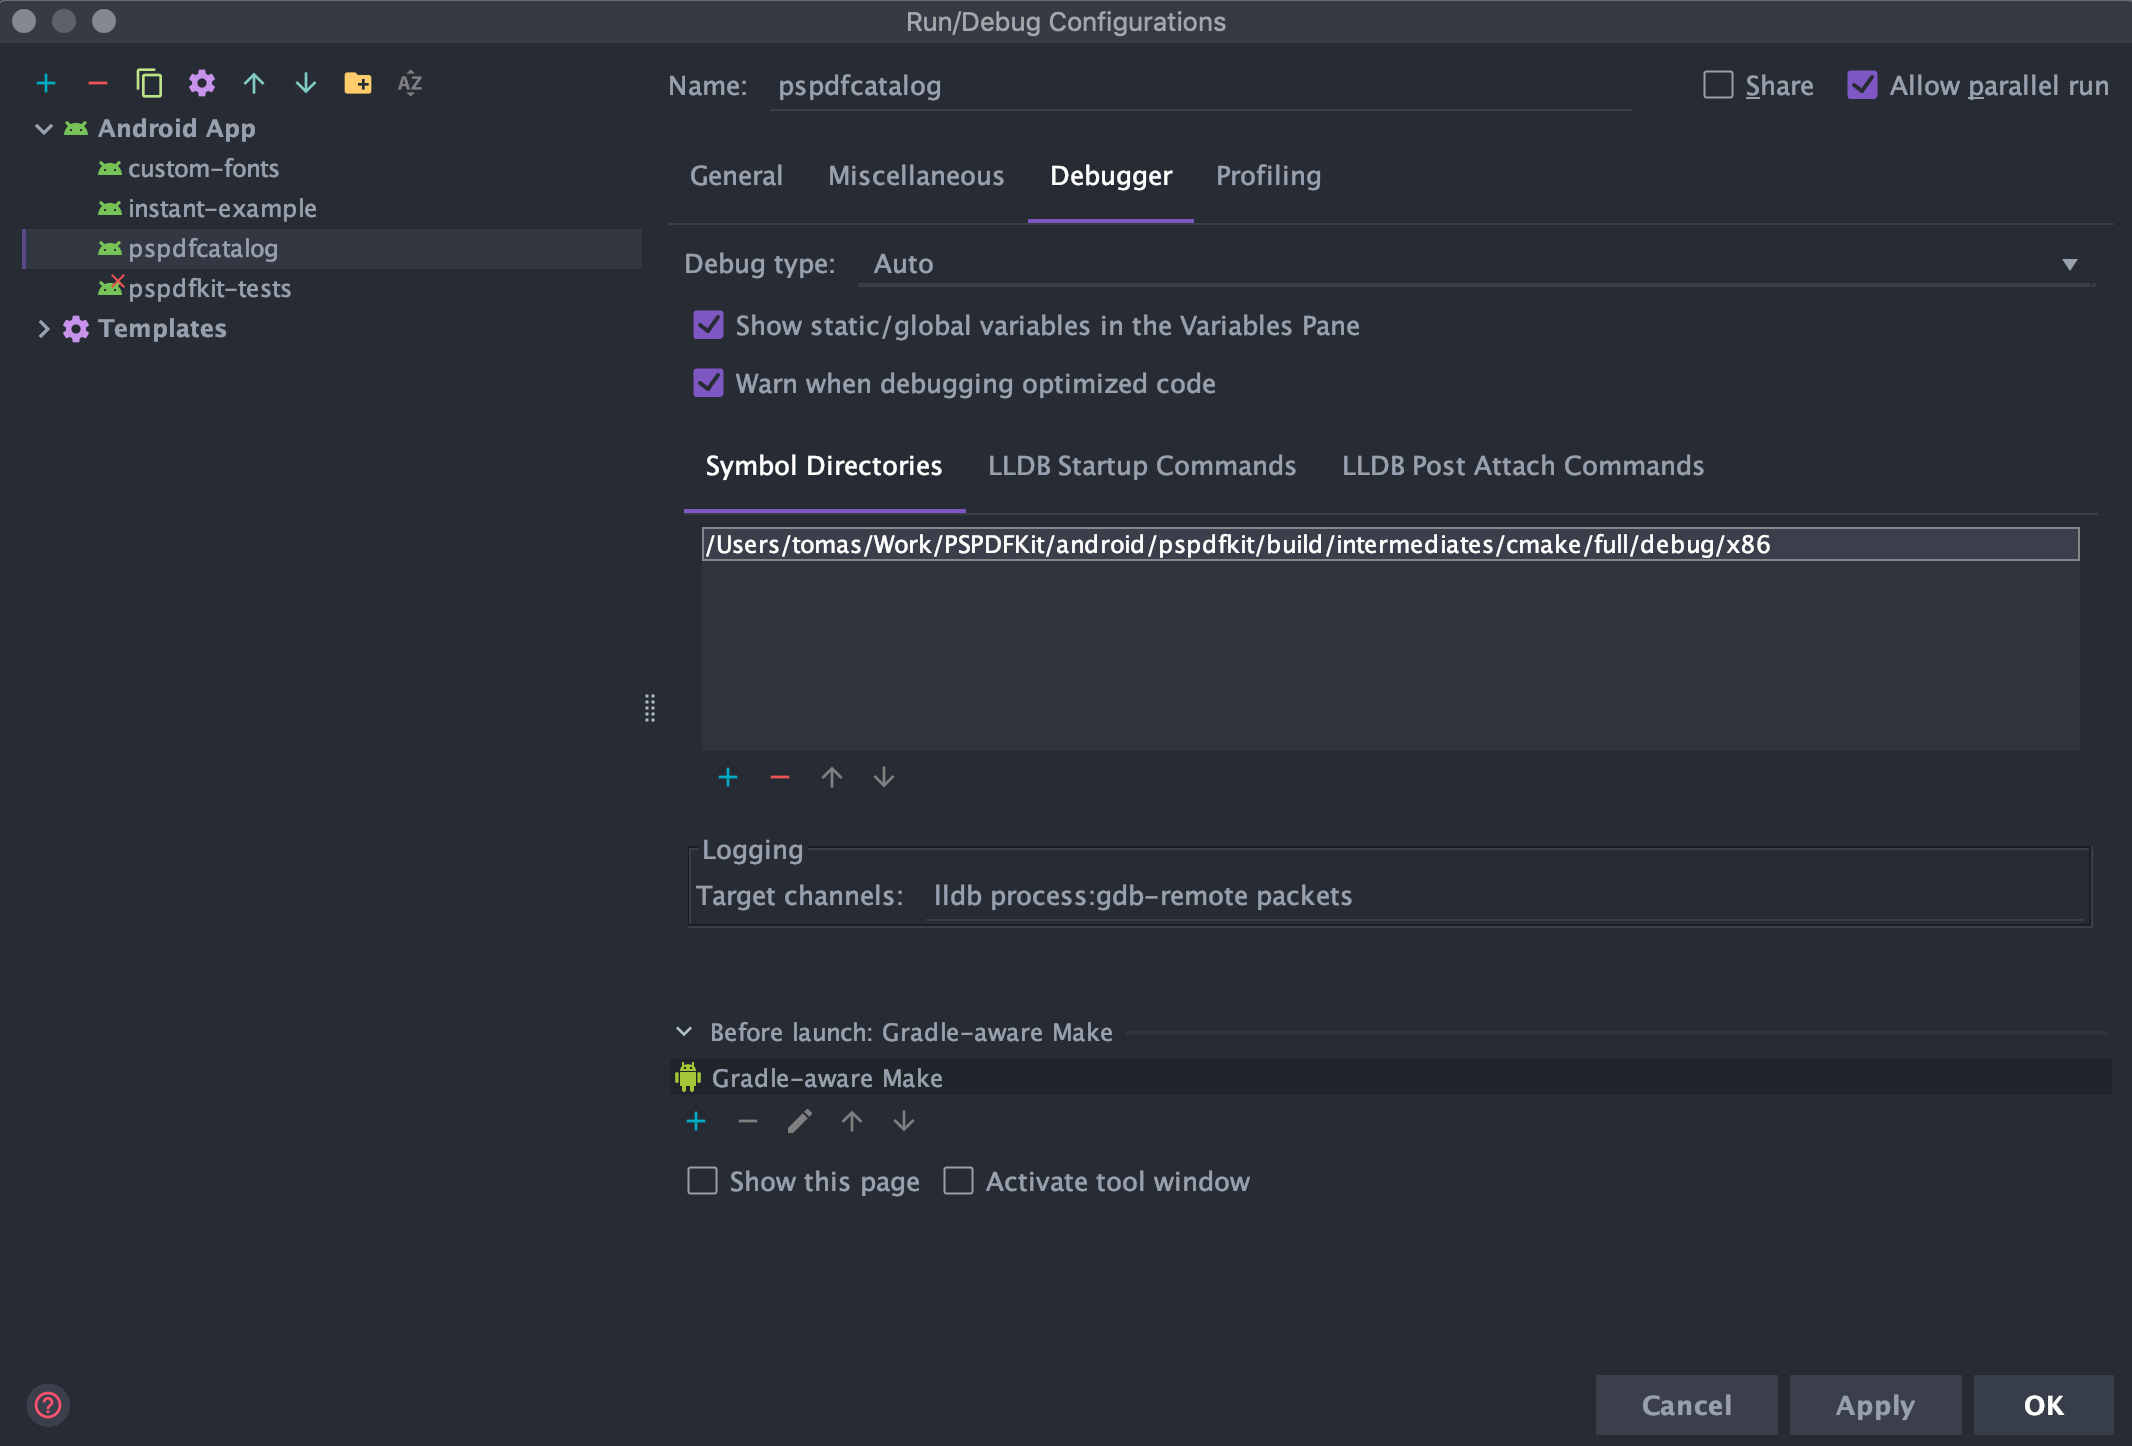 Run/Debug Configurations
Name: pspdfcatalog
Share
Allow parallel run
Android App
custom-fonts
instant-example
pspdfcatalog
pspdfkit-tests
Templates
General Miscellaneous Debugger Profiling
Debug type: Auto
Show static/global variables in the Variables Pane
Warn when debugging optimized code
Symbol Directories LLDB Startup Commands LLDB Post Attach Commands
/Users/tomas/Work/PSPDFKit/android/pspdfkit/build/intermediates/cmake/full/debug/x86
Logging
Target channels: lldb process:gdb-remote packets
Before launch: Gradle-aware Make
Gradle-aware Make
Show this page Activate tool window
Cancel Apply OK